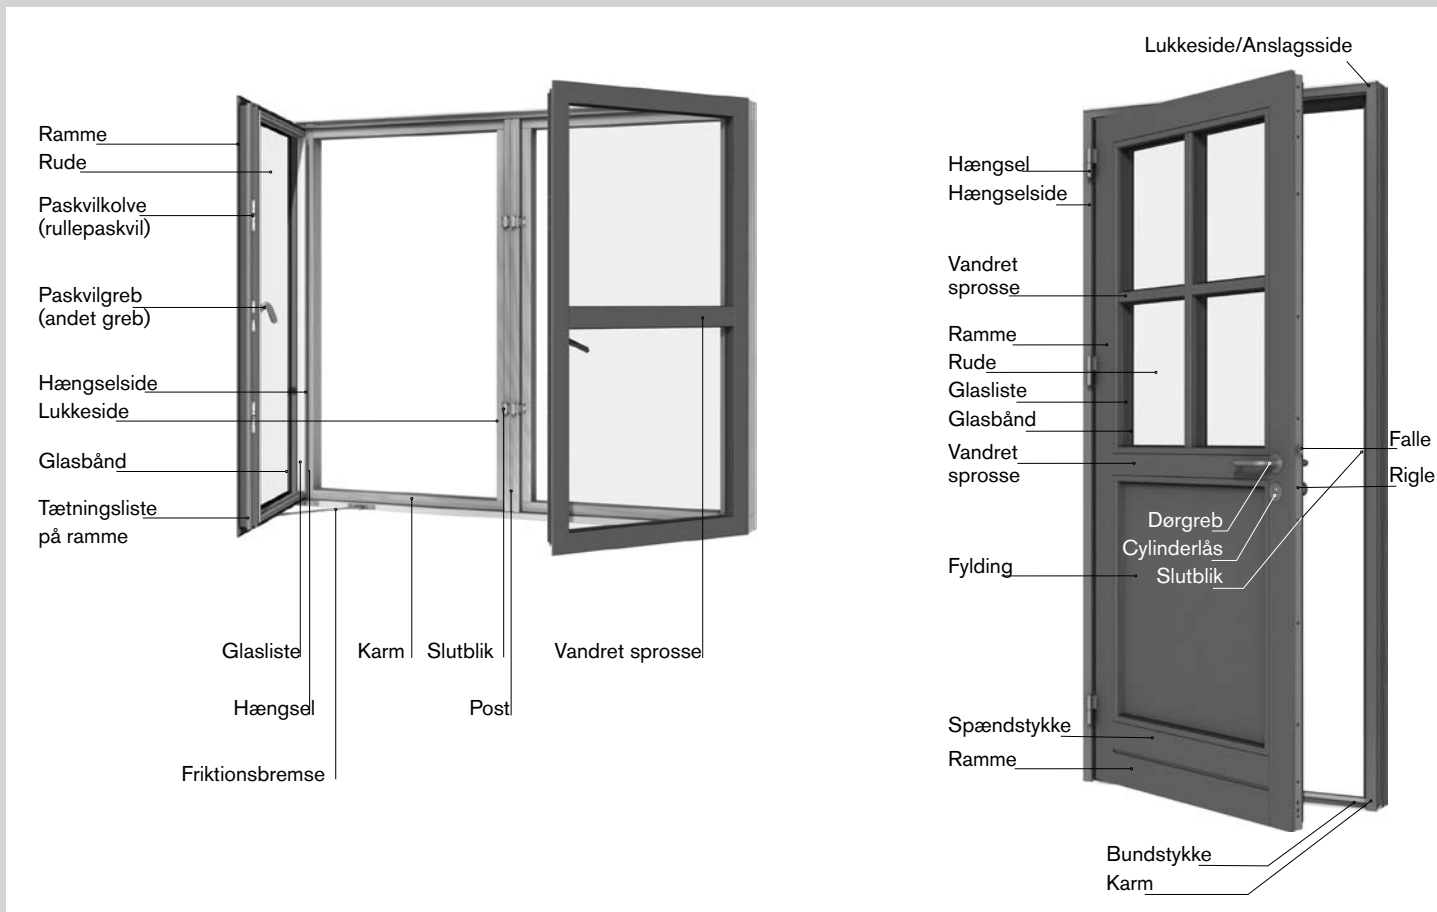 Ramme
Rude
Paskvilkolve
(rullepaskvil)
Paskvilgreb
(andet greb)
Hængselside
Lukkeside
Glasbånd
Tætningsliste
på ramme
Glasliste
Karm
Slutblik
Vandret sprosse
Hængsel
Post
Friktionsbremse
Lukkeside/Anslagsside
Hængsel
Hængselside
Vandret
sprosse
Ramme
Rude
Glasliste
Glasbånd
Vandret
sprosse
Falle
Rigle
Dørgreb
Cylinderlås
Slutblik
Fylding
Spændstykke
Ramme
Bundstykke
Karm